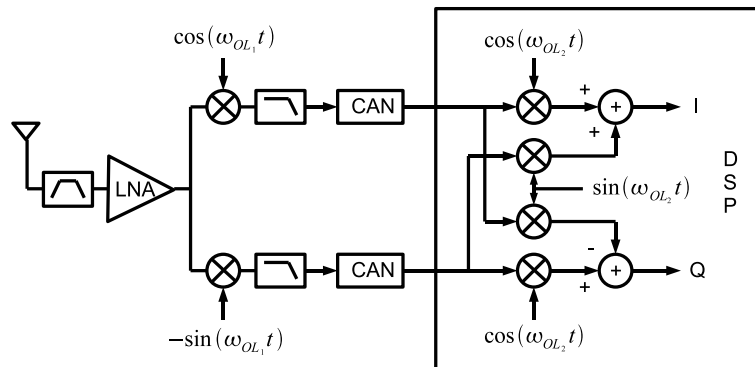 cos(ω_{OL_1} t)
cos(ω_{OL_2} t)
CAN
+
+
I
+
LNA
sin(ω_{OL_2} t)
D
S
P
CAN
-
+
+
Q
−sin(ω_{OL_1} t)
cos(ω_{OL_2} t)